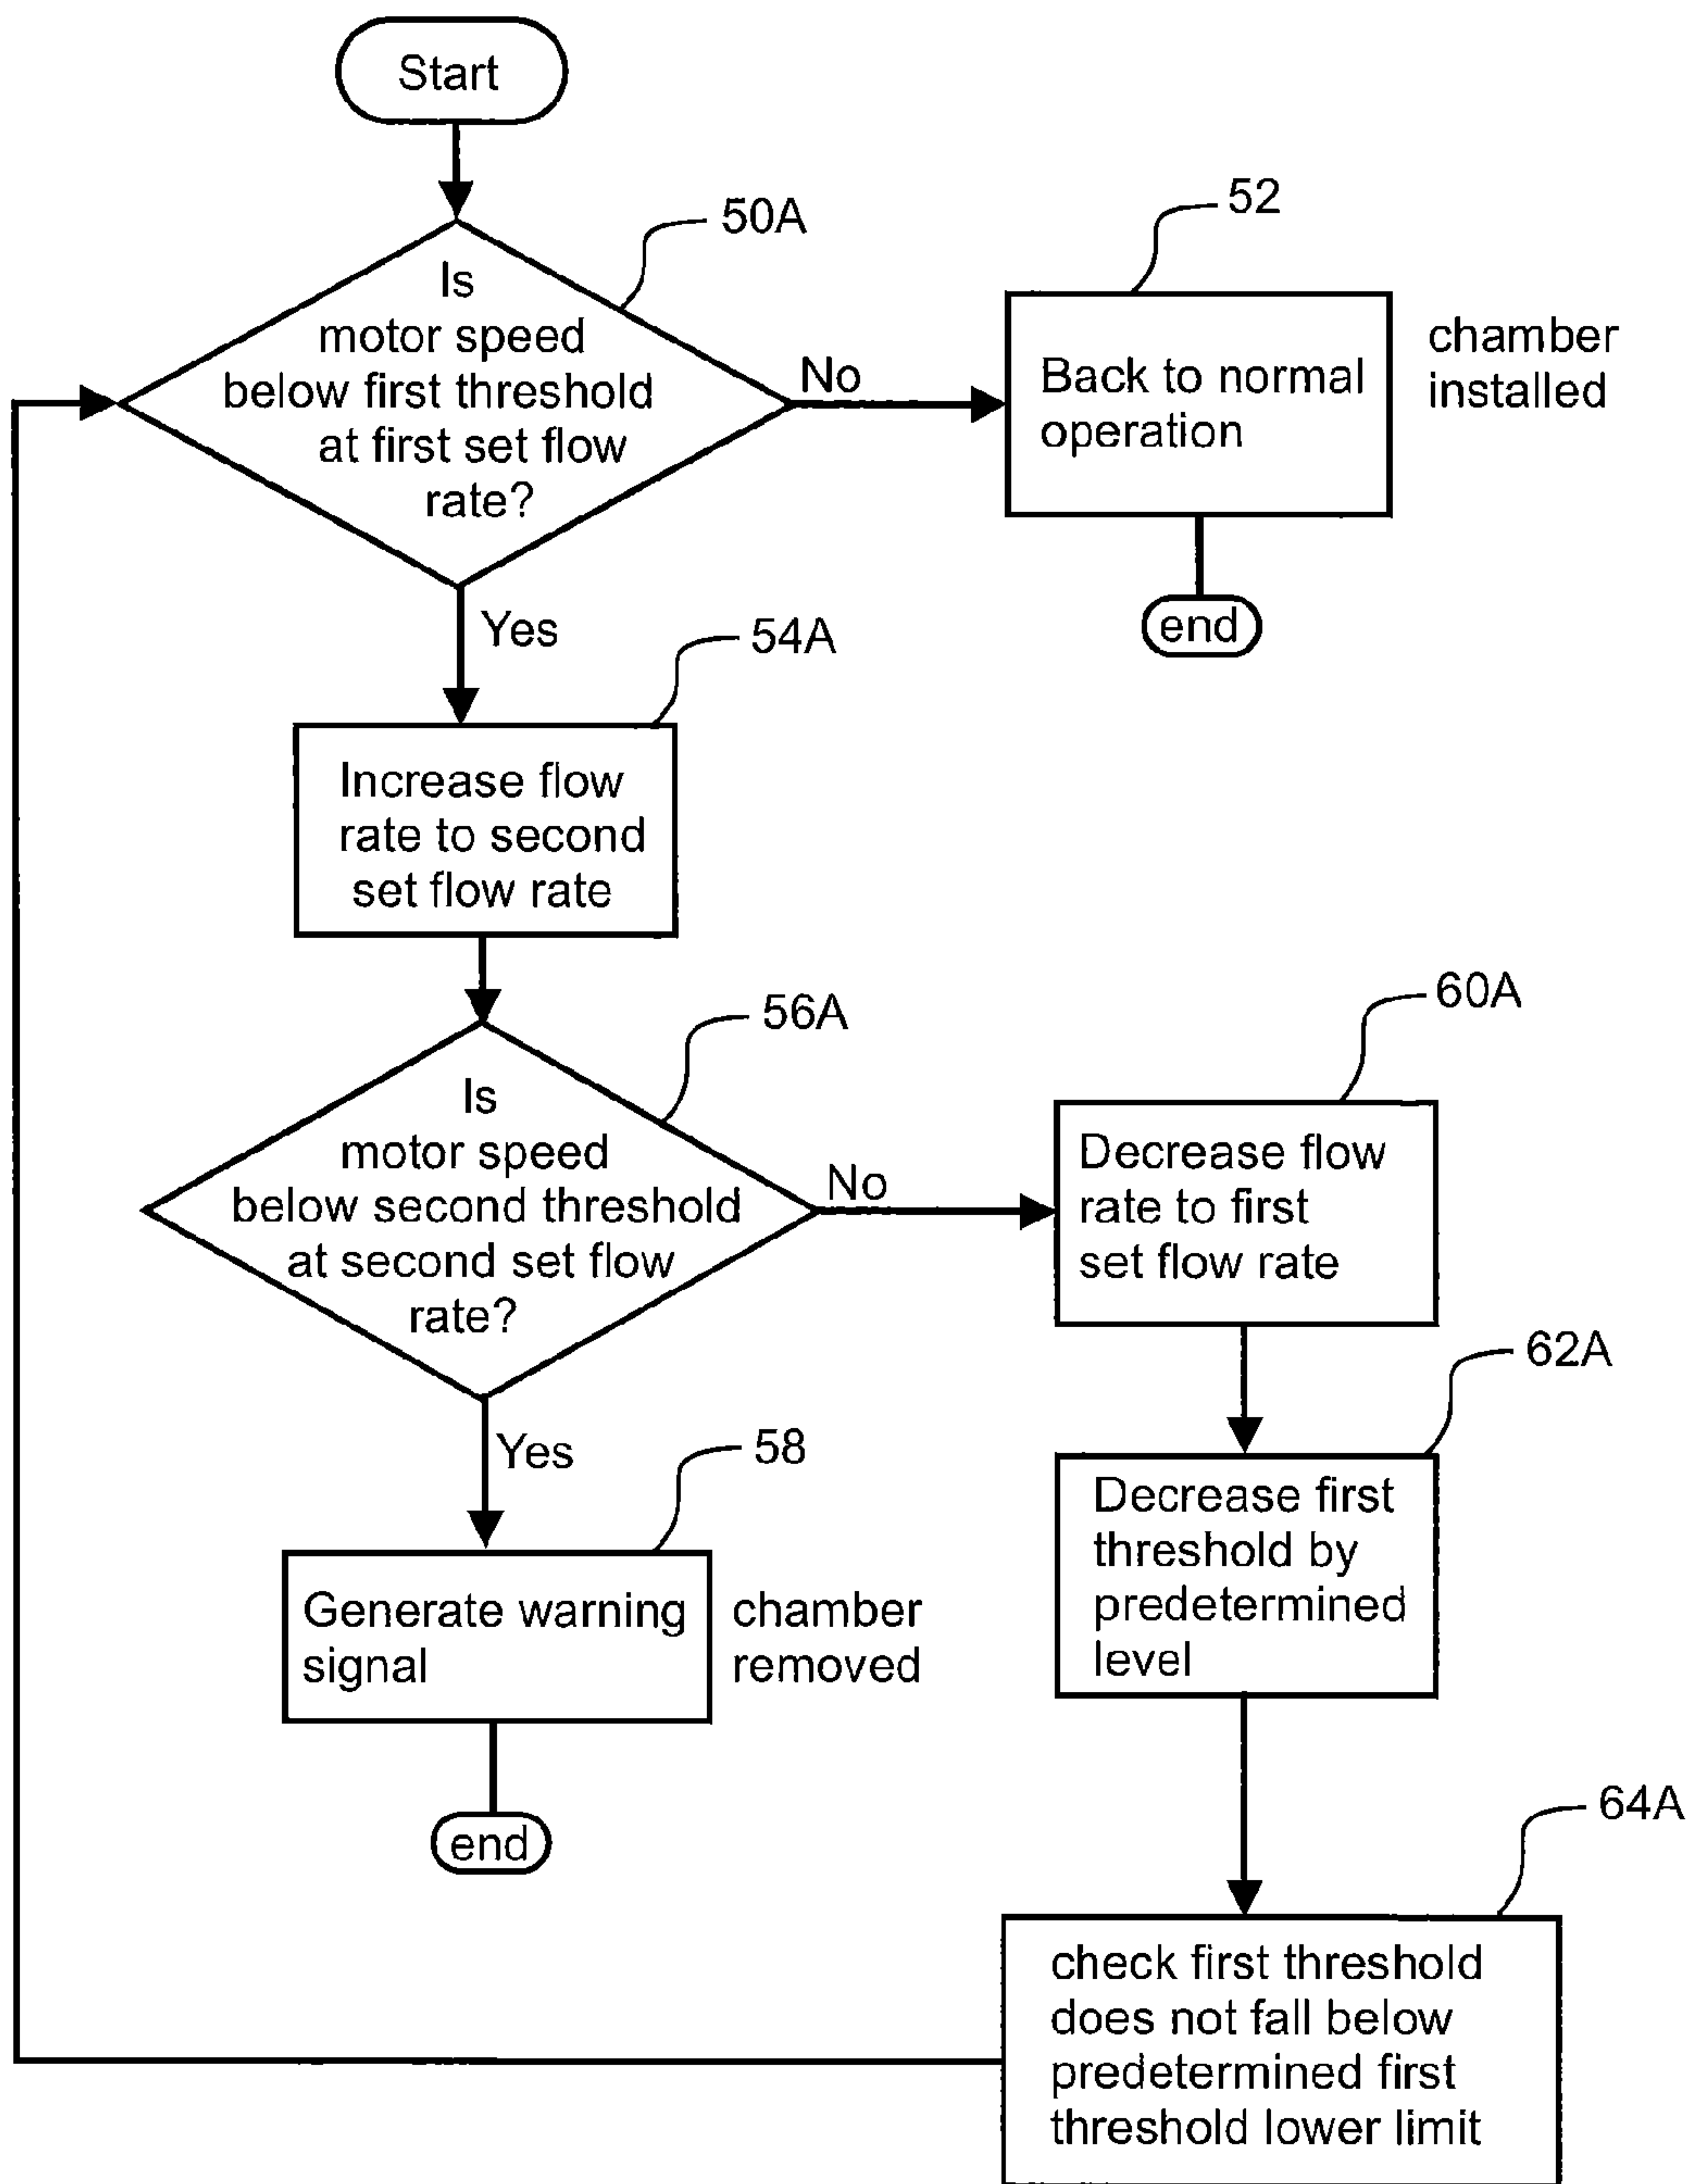 Start
50A
Is
motor speed
below first threshold
at first set flow
rate?
No
52
Back to normal
operation
chamber
installed
end
Yes
54A
Increase flow
rate to second
set flow rate
56A
Is
motor speed
below second threshold
at second set flow
rate?
No
60A
Decrease flow
rate to first
set flow rate
62A
Decrease first
threshold by
predetermined
level
Yes
58
Generate warning
signal
chamber
removed
end
64A
check first threshold
does not fall below
predetermined first
threshold lower limit